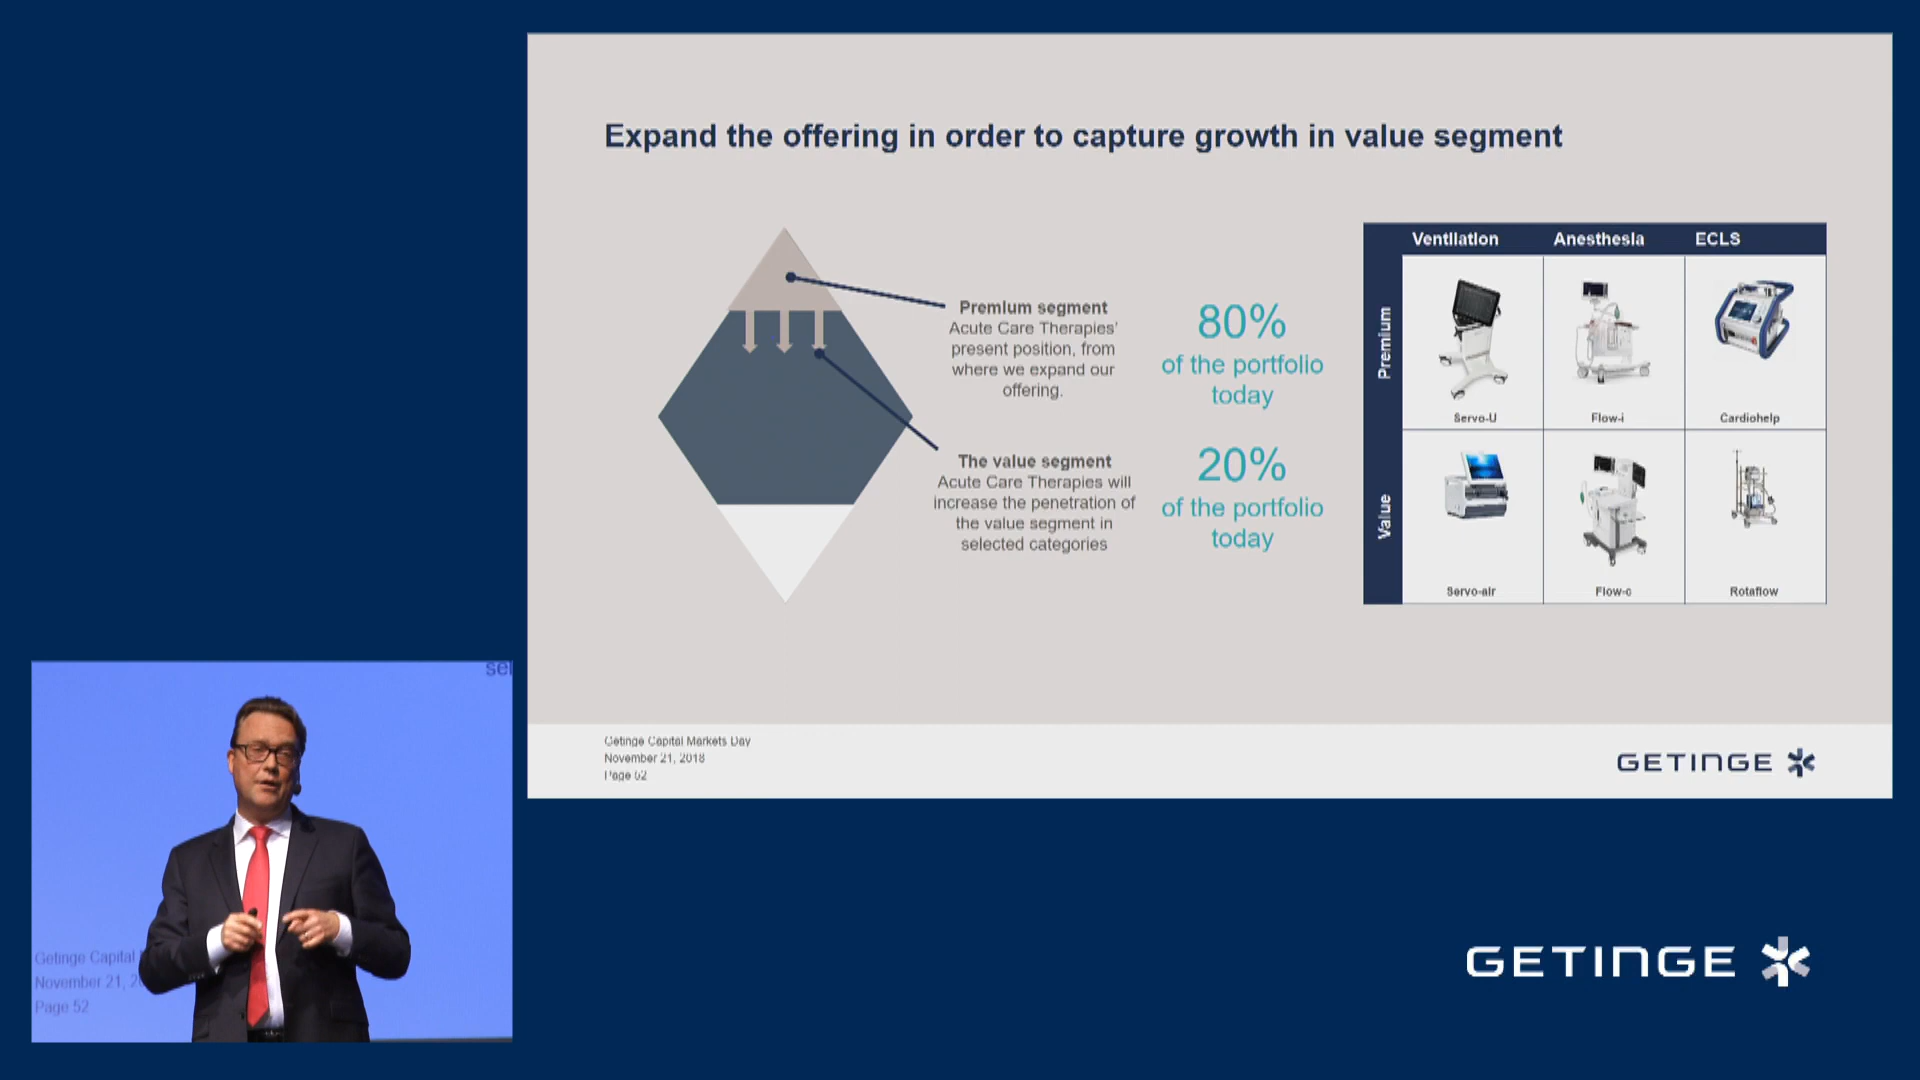 Expand the offering in order to capture growth in value segment
Premium segment
Acute Care Therapies'
present position, from
where we expand our
offering.
80%
of the portfolio
today
The value segment
Acute Care Therapies will
increase the penetration of
the value segment in
selected categories
20%
of the portfolio
today
Ventilation Anesthesia ECLS
Premium
Servo-U Flow-i Cardiohelp
Value
Servo-air Flow-c Rotaflow
Getinge Capital Markets Day
November 21, 2018
Page 52
GETINGE
Getinge Capital
November 21, 20
Page 52
GETINGE